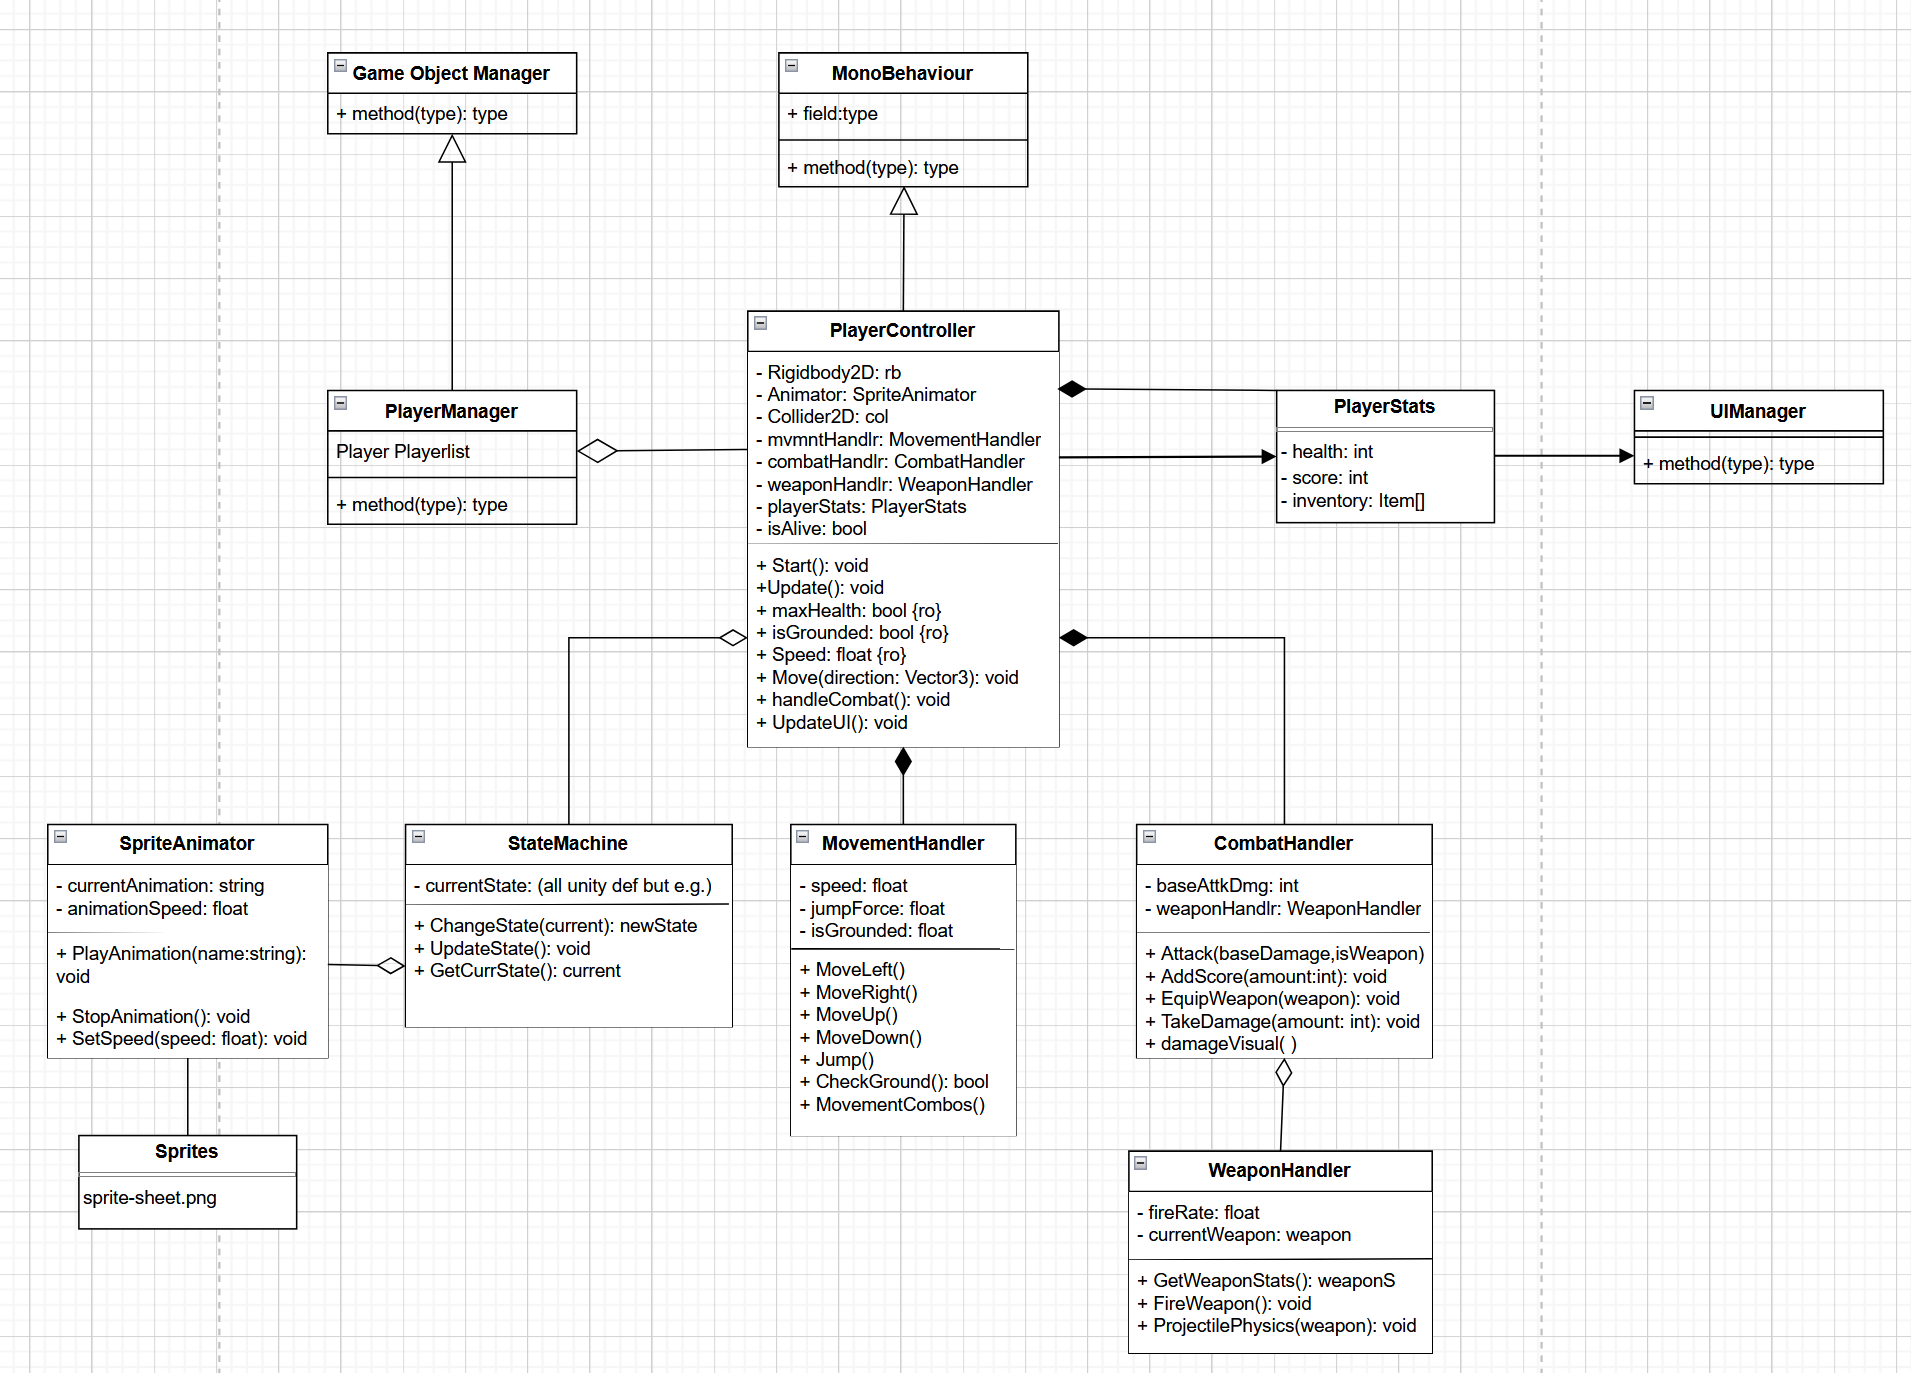 Game Object Manager
+ method(type): type
MonoBehaviour
+ field:type
+ method(type): type
PlayerController
- Rigidbody2D: rb
- Animator: SpriteAnimator
- Collider2D: col
- mvmntHandlr: MovementHandler
- combatHandlr: CombatHandler
- weaponHandlr: WeaponHandler
- playerStats: PlayerStats
- isAlive: bool
+ Start(): void
+Update(): void
+ maxHealth: bool {ro}
+ isGrounded: bool {ro}
+ Speed: float {ro}
+ Move(direction: Vector3): void
+ handleCombat(): void
+ UpdateUI(): void
PlayerManager
Player Playerlist
+ method(type): type
PlayerStats
- health: int
- score: int
- inventory: Item[]
UIManager
+ method(type): type
SpriteAnimator
- currentAnimation: string
- animationSpeed: float
+ PlayAnimation(name:string):
void
+ StopAnimation(): void
+ SetSpeed(speed: float): void
StateMachine
- currentState: (all unity def but e.g.)
+ ChangeState(current): newState
+ UpdateState(): void
+ GetCurrState(): current
MovementHandler
- speed: float
- jumpForce: float
- isGrounded: float
+ MoveLeft()
+ MoveRight()
+ MoveUp()
+ MoveDown()
+ Jump()
+ CheckGround(): bool
+ MovementCombos()
CombatHandler
- baseAttkDmg: int
- weaponHandlr: WeaponHandler
+ Attack(baseDamage,isWeapon)
+ AddScore(amount:int): void
+ EquipWeapon(weapon): void
+ TakeDamage(amount: int): void
+ damageVisual( )
Sprites
sprite-sheet.png
WeaponHandler
- fireRate: float
- currentWeapon: weapon
+ GetWeaponStats(): weaponS
+ FireWeapon(): void
+ ProjectilePhysics(weapon): void